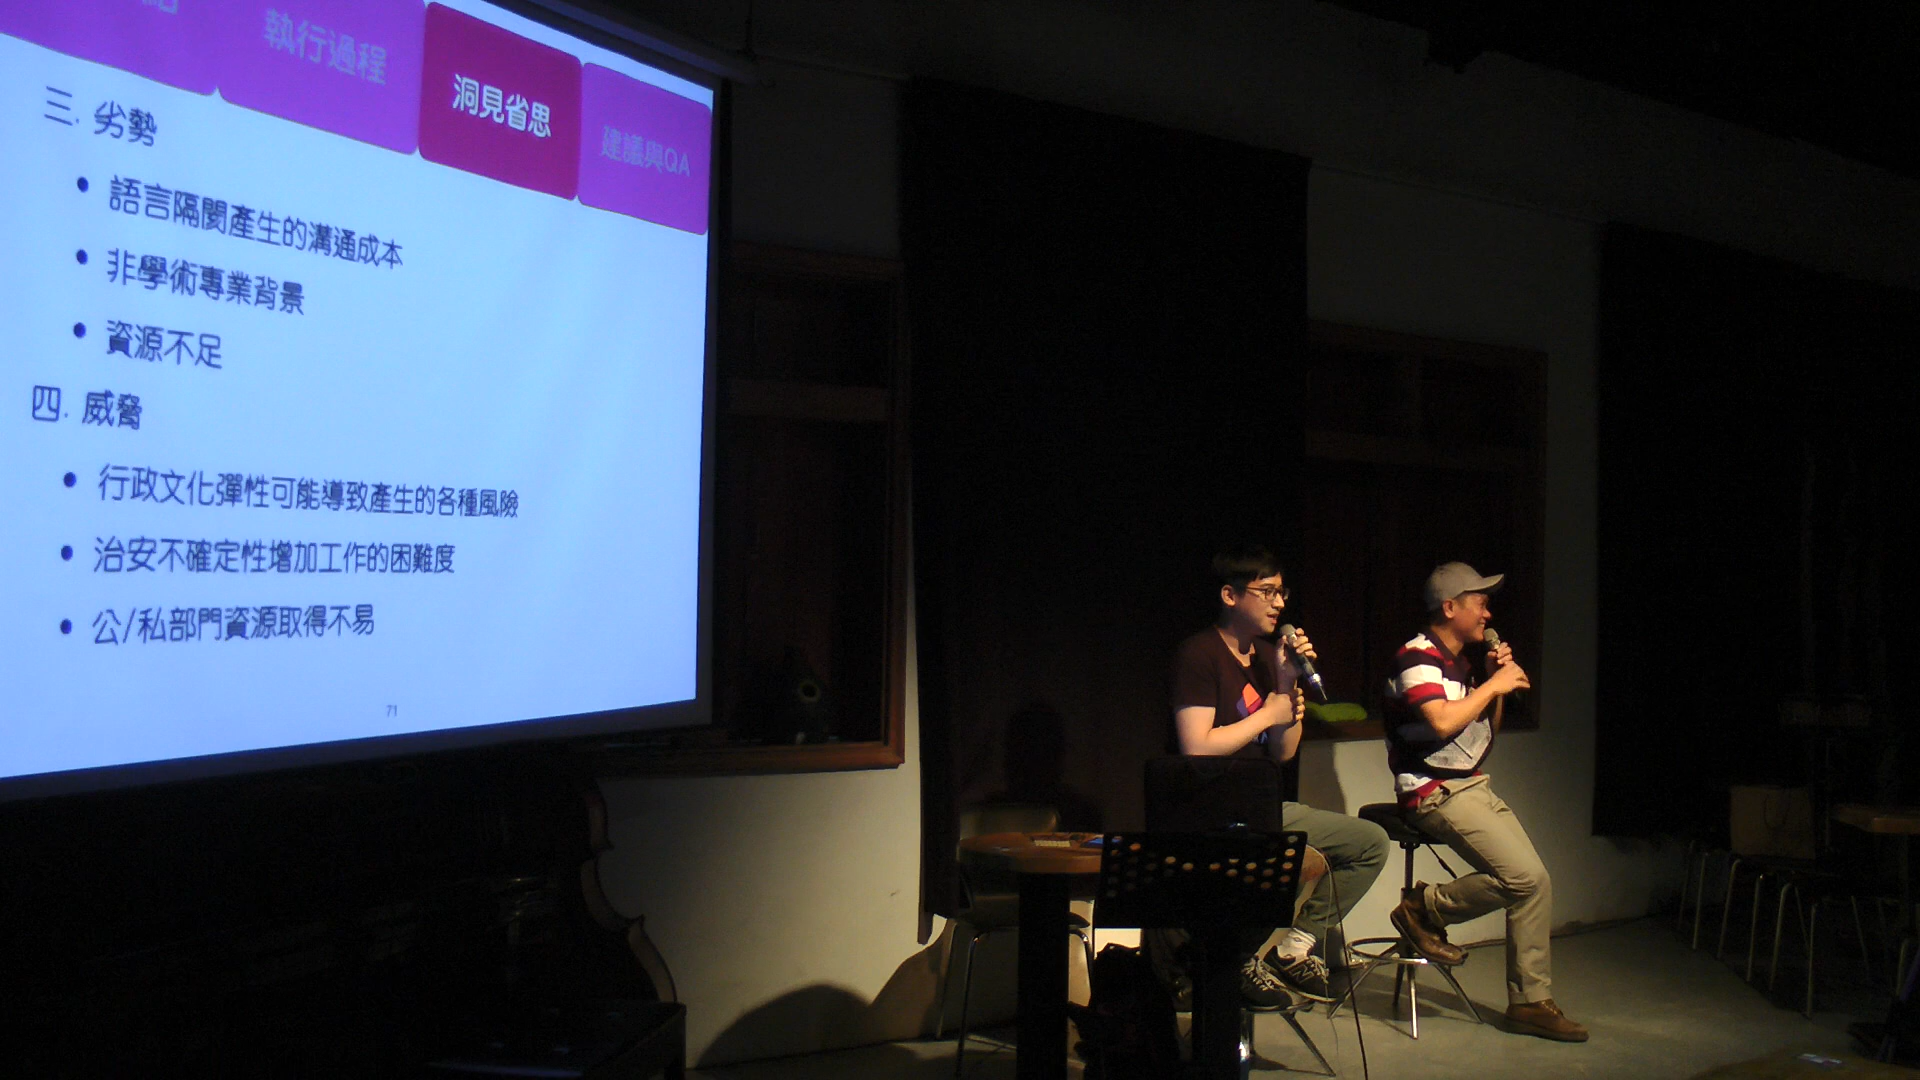 執行過程
洞見省思
建議與QA
三. 劣勢
• 語言隔閡產生的溝通成本
• 非學術專業背景
• 資源不足
四. 威脅
• 行政文化彈性可能導致產生的各種風險
• 治安不確定性增加工作的困難度
• 公/私部門資源取得不易
71